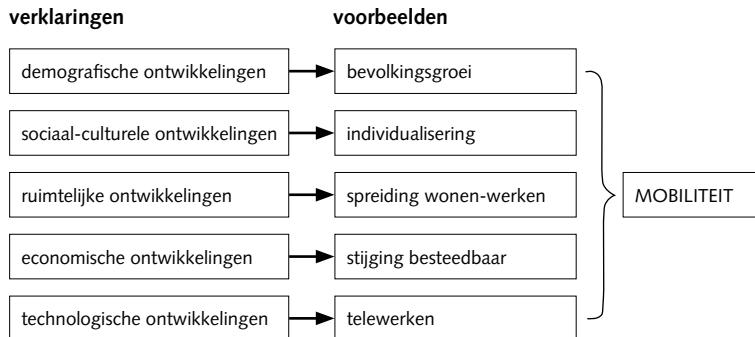 verklaringen voorbeelden
demografische ontwikkelingen bevolkingsgroei
sociaal-culturele ontwikkelingen individualisering
ruimtelijke ontwikkelingen spreiding wonen-werken
MOBILITEIT
economische ontwikkelingen stijging besteedbaar
technologische ontwikkelingen telewerken